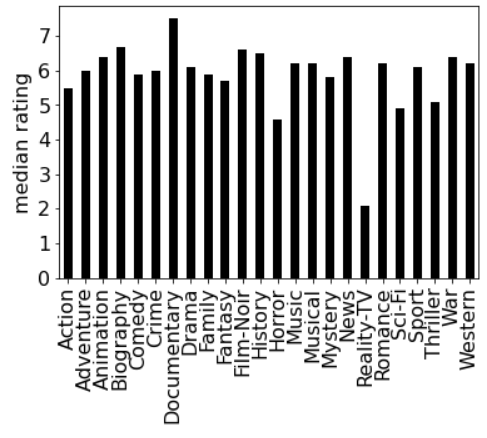 median rating
7
6
5
4
3
2
1
0
Action
Adventure
Animation
Biography
Comedy
Crime
Documentary
Drama
Family
Fantasy
Film-Noir
History
Horror
Music
Musical
Mystery
News
Reality-TV
Romance
Sci-Fi
Sport
Thriller
War
Western